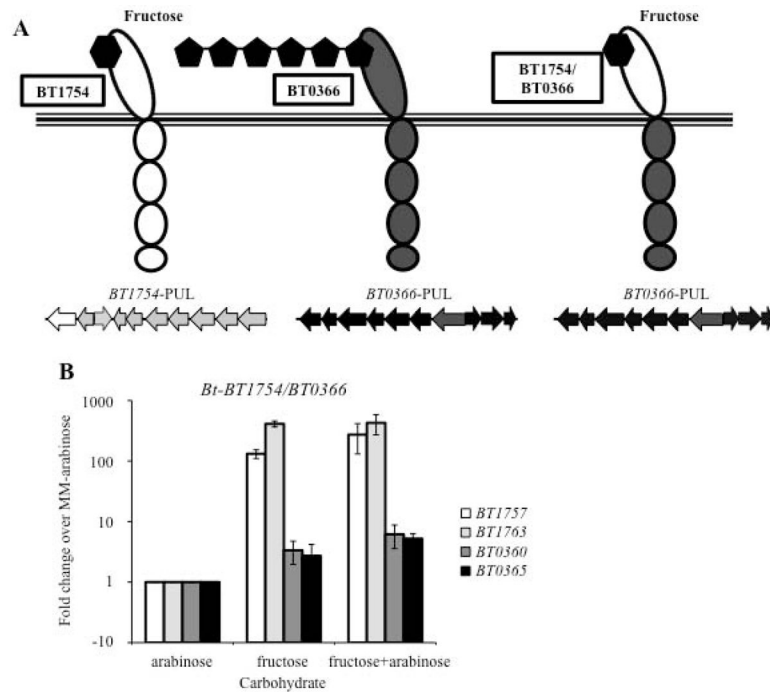 A
Fructose
Fructose
BT1754
BT0366
BT1754/
BT0366
BT1754-PUL
BT0366-PUL
BT0366-PUL
B
Bt-BT1754/BT0366
Fold change over MM-arabinose
1000
100
10
1
-10
arabinose
fructose
fructose+arabinose
Carbohydrate
BT1757
BT1763
BT0360
BT0365